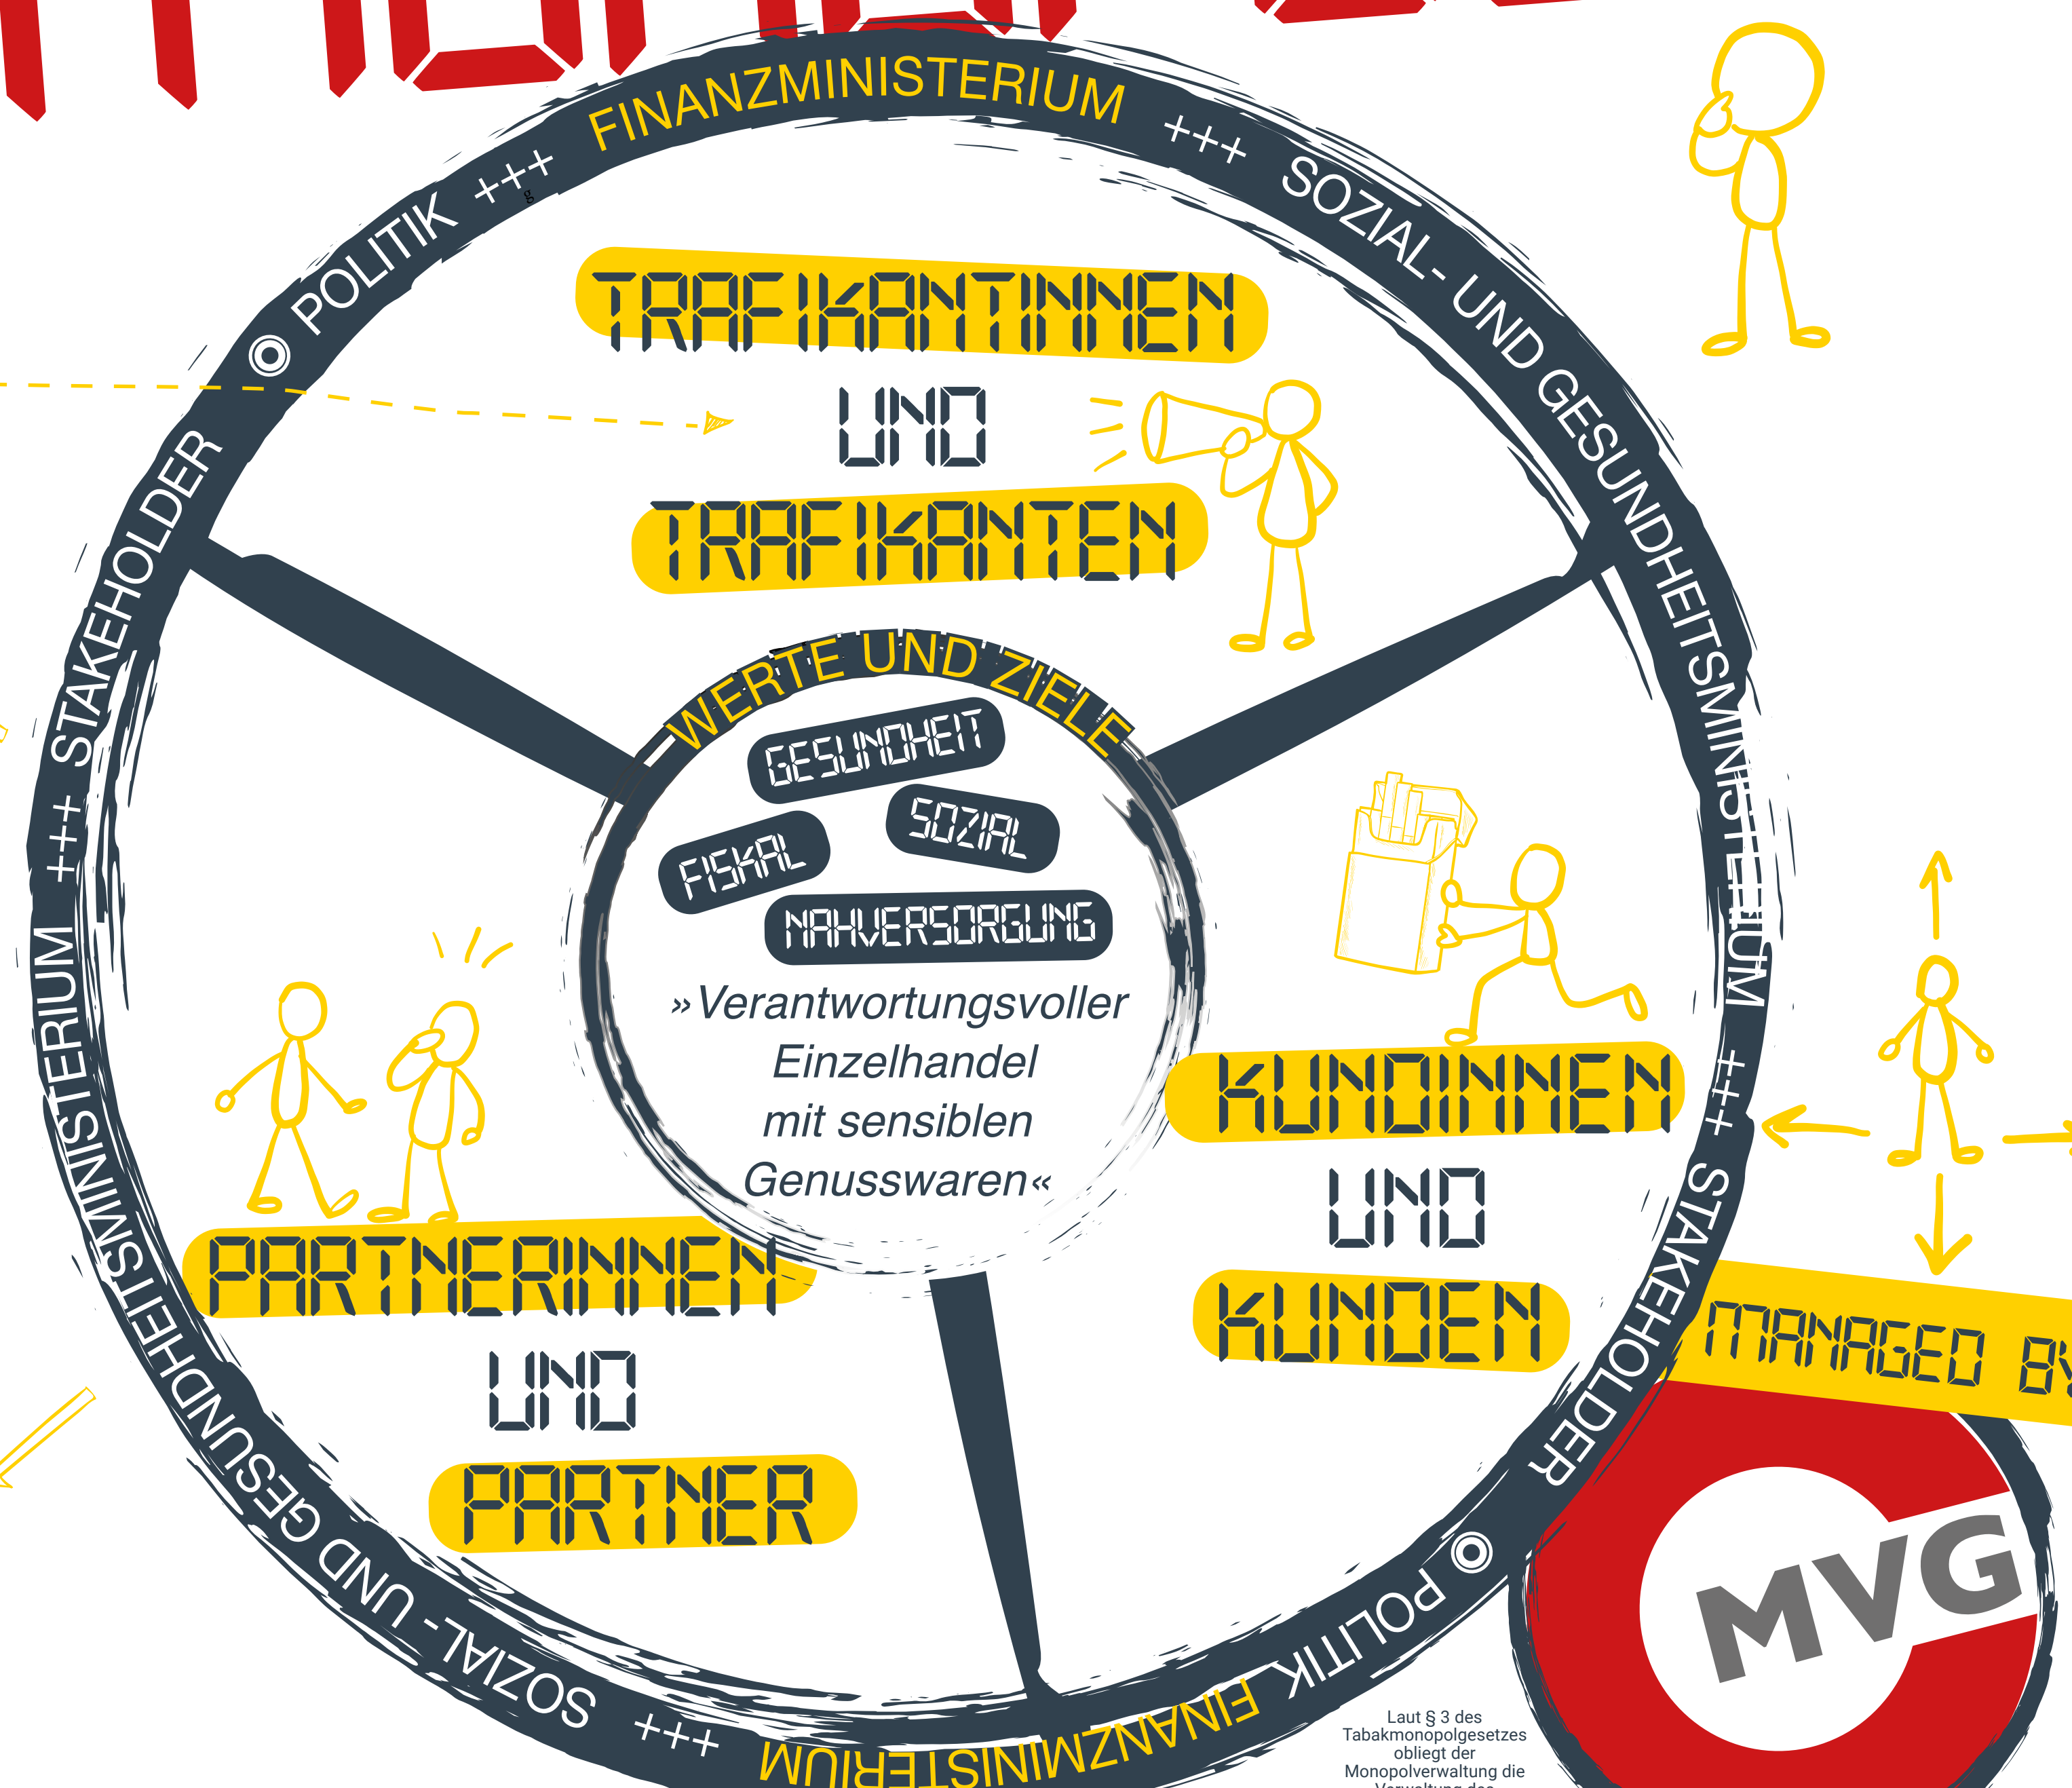 FINANZMINISTERIUM +++ SOZIAL- UND GESUNDHEITSMINISTERIUM +++ STAKEHOLDER ◎ POLITIK
FINANZMINISTERIUM +++ SOZIAL- UND GESUNDHEITSMINISTERIUM +++ STAKEHOLDER ◎ POLITIK +++
TRAFIKANTINNEN
UND
TRAFIKANTEN
WERTE UND ZIELE
GESUNDHEIT
SOZIAL
FISKAL
NAHVERSORGUNG
»Verantwortungsvoller
Einzelhandel
mit sensiblen
Genusswaren«
KUNDINNEN
UND
KUNDEN
PARTNERINNEN
UND
PARTNER
MANAGED BY
MVG
Laut § 3 des
Tabakmonopolgesetzes
obliegt der
Monopolverwaltung die
Verwaltung des